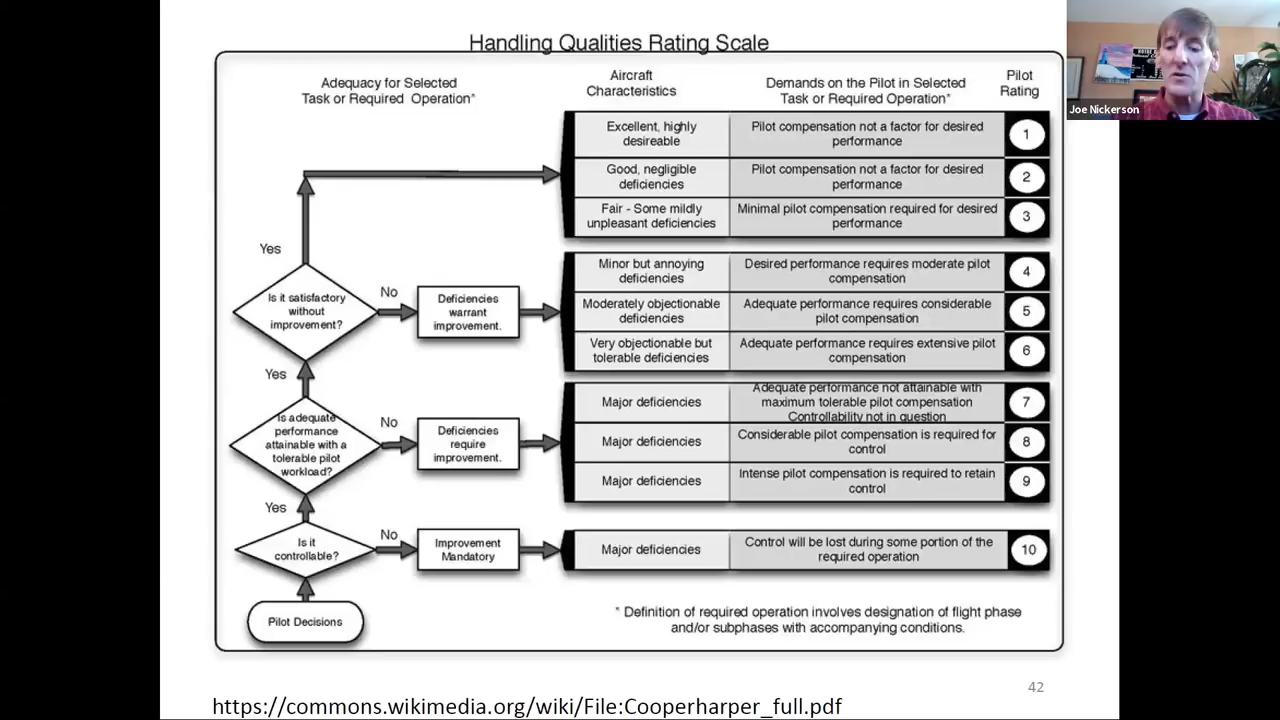 Handling Qualities Rating Scale
Adequacy for Selected
Task or Required Operation*
Aircraft
Characteristics
Demands on the Pilot in Selected
Task or Required Operation*
Pilot
Rating
Joe Nickerson
Excellent, highly
desireable
Pilot compensation not a factor for desired
performance
1
Good, negligible
deficiencies
Pilot compensation not a factor for desired
performance
2
Fair - Some mildly
unpleasant deficiencies
Minimal pilot compensation required for desired
performance
3
Yes
Is it satisfactory
without
improvement?
No
Deficiencies
warrant
improvement.
Minor but annoying
deficiencies
Desired performance requires moderate pilot
compensation
4
Moderately objectionable
deficiencies
Adequate performance requires considerable
pilot compensation
5
Very objectionable but
tolerable deficiencies
Adequate performance requires extensive pilot
compensation
6
Yes
Is adequate
performance
attainable with a
tolerable pilot
workload?
No
Deficiencies
require
improvement.
Major deficiencies
Adequate performance not attainable with
maximum tolerable pilot compensation
Controllability not in question
7
Major deficiencies
Considerable pilot compensation is required for
control
8
Major deficiencies
Intense pilot compensation is required to retain
control
9
Yes
Is it
controllable?
No
Improvement
Mandatory
Major deficiencies
Control will be lost during some portion of the
required operation
10
Pilot Decisions
* Definition of required operation involves designation of flight phase
and/or subphases with accompanying conditions.
42
https://commons.wikimedia.org/wiki/File:Cooperharper_full.pdf